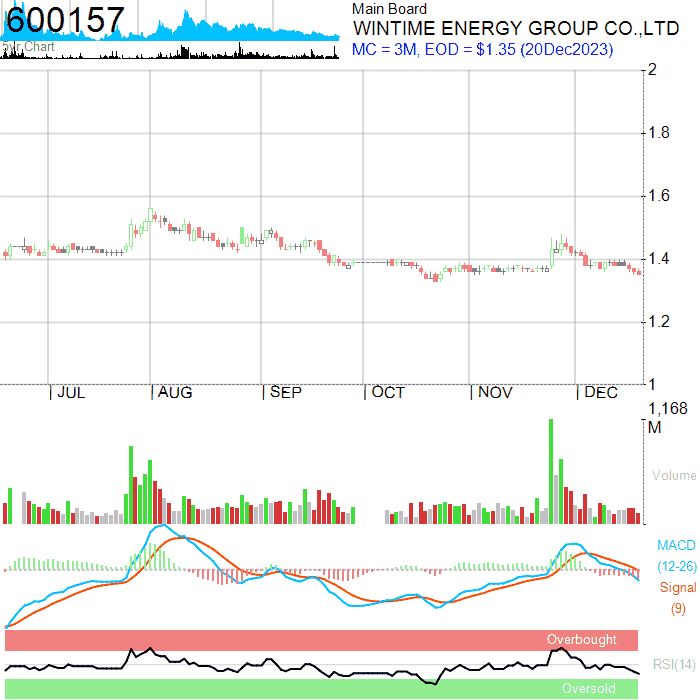 600157
5yr Chart
Main Board
WINTIME ENERGY GROUP CO.,LTD
MC = 3M, EOD = $1.35 (20Dec2023)
2
1.8
1.6
1.4
1.2
1
| JUL | AUG | SEP | OCT | NOV | DEC
1,168
M
Volume
MACD
(12-26)
Signal
(9)
Overbought
RSI(14)
Oversold